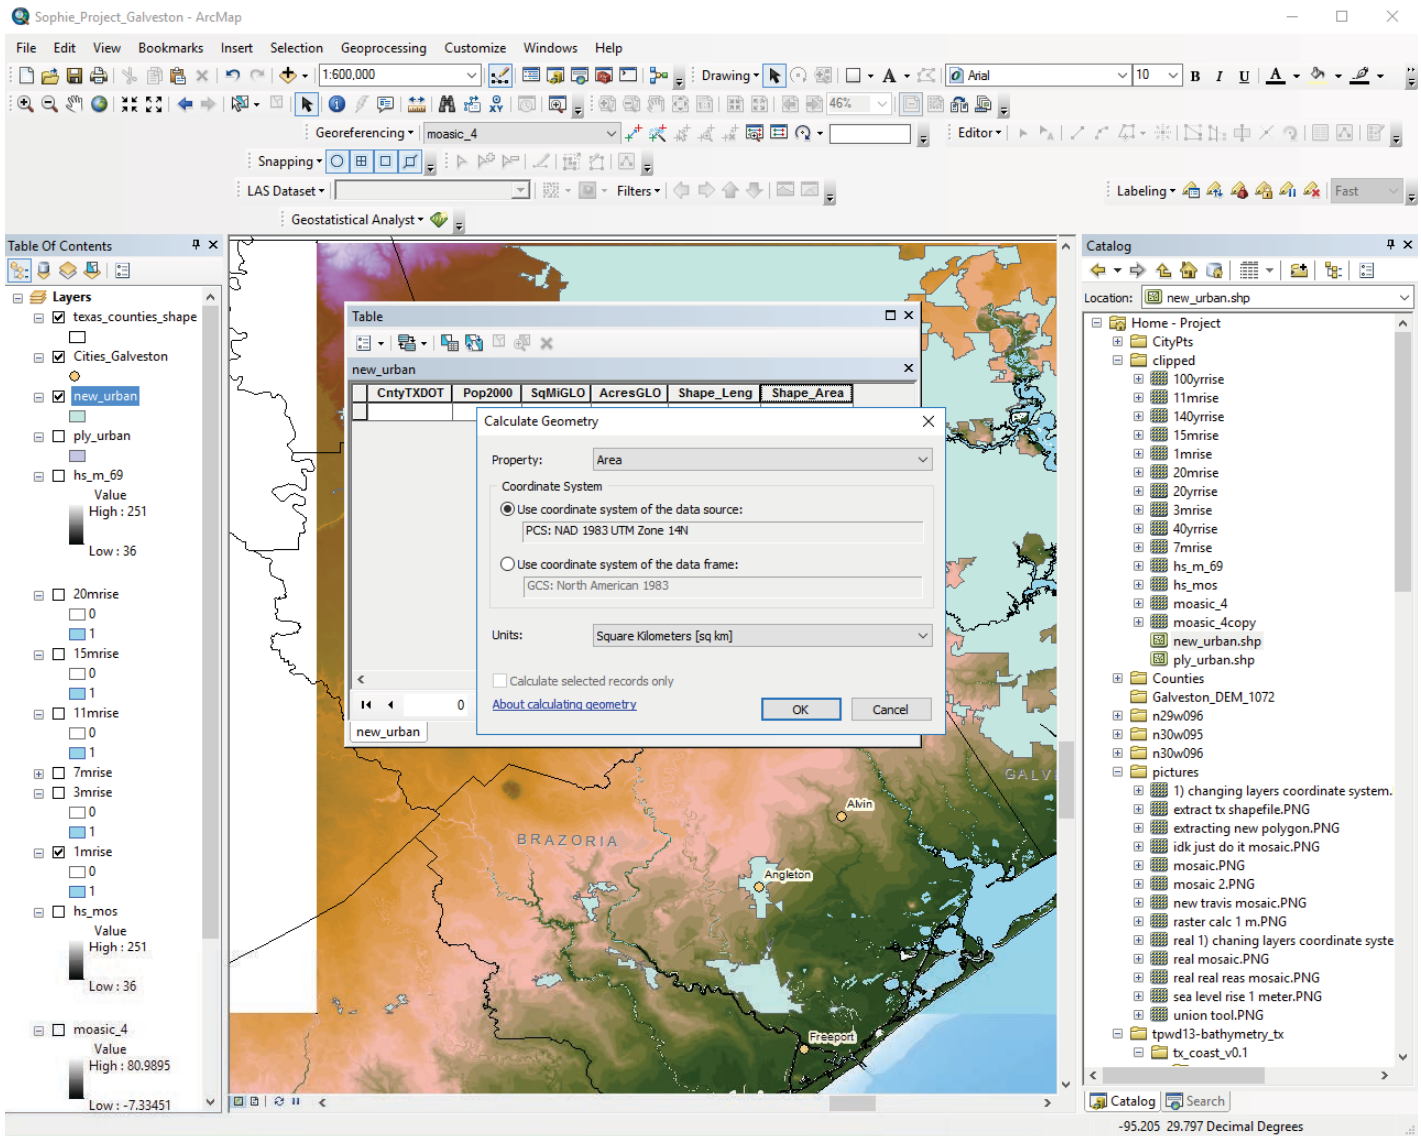 Sophie_Project_Galveston - ArcMap
File Edit View Bookmarks Insert Selection Geoprocessing Customize Windows Help
1:600,000 Drawing Arial 10 B I U A
46%
Georeferencing moasic_4 Editor
Snapping
LAS Dataset Filters Labeling Fast
Geostatistical Analyst
Table Of Contents
Layers
texas_counties_shape
Cities_Galveston
new_urban
ply_urban
hs_m_69
Value
High : 251
Low : 36
20mrise
0
1
15mrise
0
1
11mrise
0
1
7mrise
3mrise
0
1
1mrise
0
1
hs_mos
Value
High : 251
Low : 36
moasic_4
Value
High : 80.9895
Low : -7.33451
Table
new_urban
CntyTXDOT Pop2000 SqMiGLO AcresGLO Shape_Leng Shape_Area
0
new_urban
Calculate Geometry
Property: Area
Coordinate System
Use coordinate system of the data source:
PCS: NAD 1983 UTM Zone 14N
Use coordinate system of the data frame:
GCS: North American 1983
Units: Square Kilometers [sq km]
Calculate selected records only
About calculating geometry
OK Cancel
GALV
Alvin
BRAZORIA
Angleton
Freeport
Catalog
Location: new_urban.shp
Home - Project
CityPts
clipped
100yrrise
11mrise
140yrrise
15mrise
1mrise
20mrise
20yrrise
3mrise
40yrrise
7mrise
hs_m_69
hs_mos
moasic_4
moasic_4copy
new_urban.shp
ply_urban.shp
Counties
Galveston_DEM_1072
n29w096
n30w095
n30w096
pictures
1) changing layers coordinate system.
extract tx shapefile.PNG
extracting new polygon.PNG
idk just do it mosaic.PNG
mosaic.PNG
mosaic 2.PNG
new travis mosaic.PNG
raster calc 1 m.PNG
real 1) chaning layers coordinate syste
real mosaic.PNG
real real reas mosaic.PNG
sea level rise 1 meter.PNG
union tool.PNG
tpwd13-bathymetry_tx
tx_coast_v0.1
Catalog Search
-95.205 29.797 Decimal Degrees